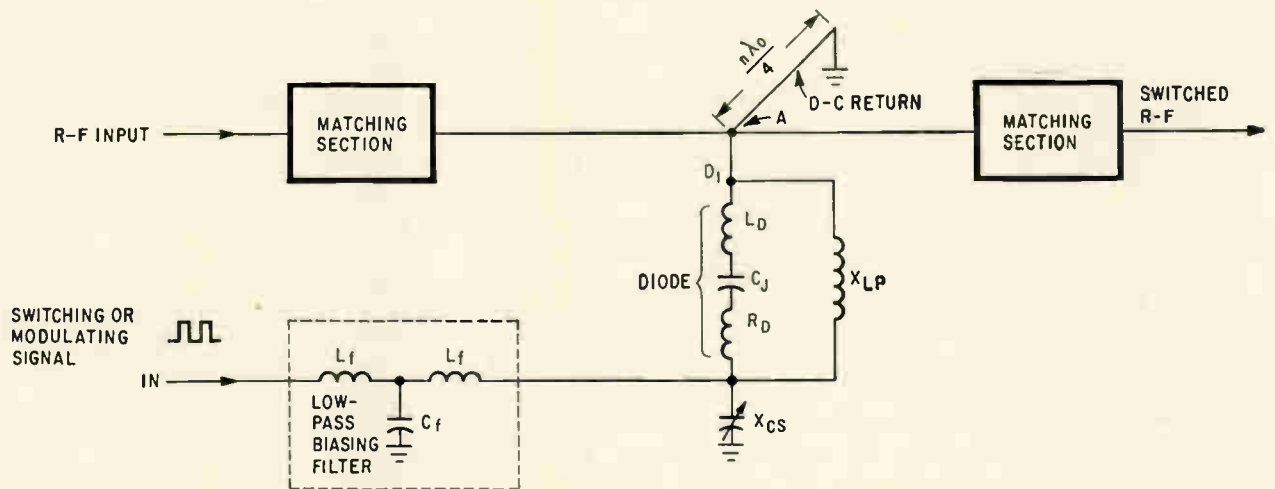 nλ0
4
D-C RETURN
A
R-F INPUT
MATCHING
SECTION
MATCHING
SECTION
SWITCHED
R-F
D1
LD
DIODE
CJ
RD
XLP
SWITCHING OR
MODULATING
SIGNAL
IN
Lf
Lf
LOW-
PASS
BIASING
FILTER
Cf
XCS